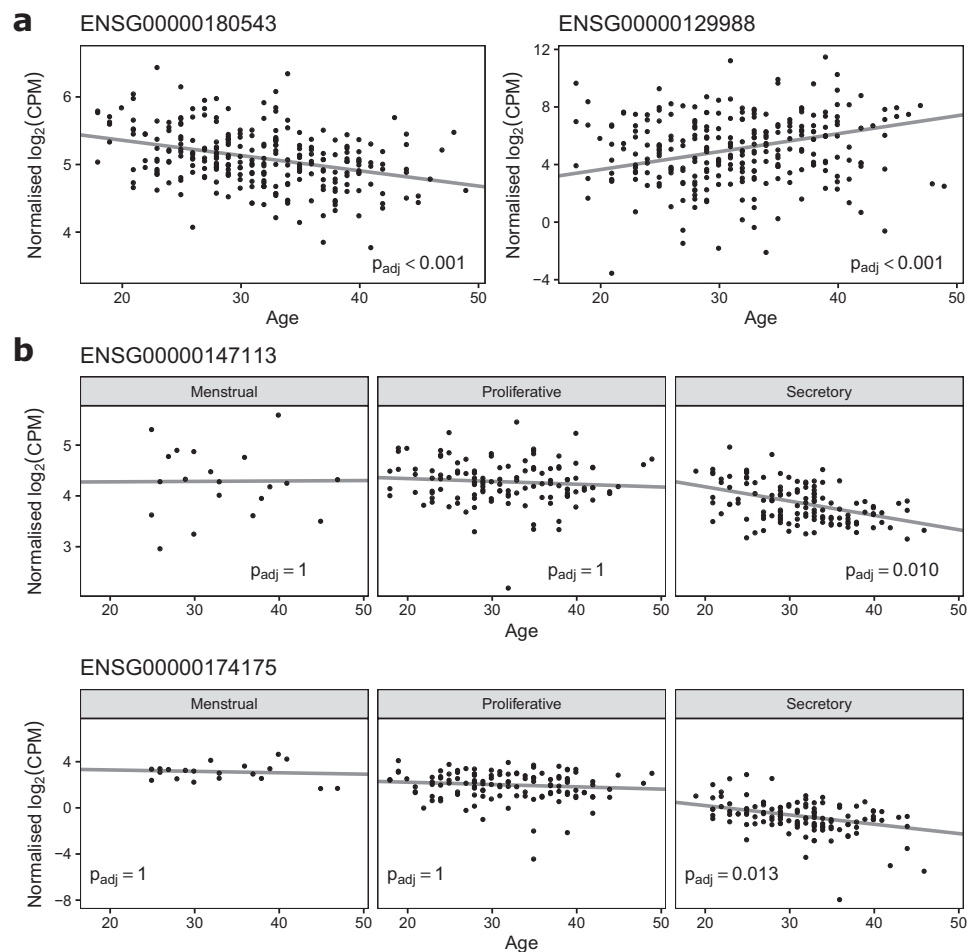 a
ENSG00000180543
ENSG00000129988
Normalised log2(CPM)
6
5
4
padj < 0.001
20 30 40 50
Age
Normalised log2(CPM)
12
8
4
0
−4
padj < 0.001
20 30 40 50
Age
b
ENSG00000147113
Menstrual
Proliferative
Secretory
Normalised log2(CPM)
5
4
3
padj = 1
padj = 1
padj = 0.010
20 30 40 50
20 30 40 50
20 30 40 50
Age
ENSG00000174175
Menstrual
Proliferative
Secretory
Normalised log2(CPM)
4
0
−4
−8
padj = 1
padj = 1
padj = 0.013
20 30 40 50
20 30 40 50
20 30 40 50
Age